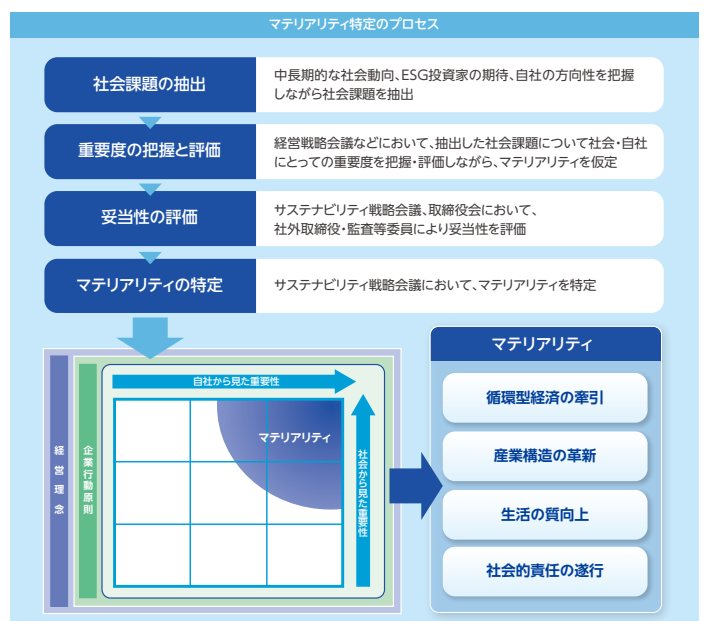 マテリアリティ特定のプロセス
社会課題の抽出
中長期的な社会動向、ESG投資家の期待、自社の方向性を把握
しながら社会課題を抽出
重要度の把握と評価
経営戦略会議などにおいて、抽出した社会課題について社会・自社
にとっての重要度を把握・評価しながら、マテリアリティを仮定
妥当性の評価
サステナビリティ戦略会議、取締役会において、
社外取締役・監査等委員により妥当性を評価
マテリアリティの特定
サステナビリティ戦略会議において、マテリアリティを特定
経営理念
企業行動原則
自社から見た重要性
マテリアリティ
社会から見た重要性
マテリアリティ
循環型経済の牽引
産業構造の革新
生活の質向上
社会的責任の遂行